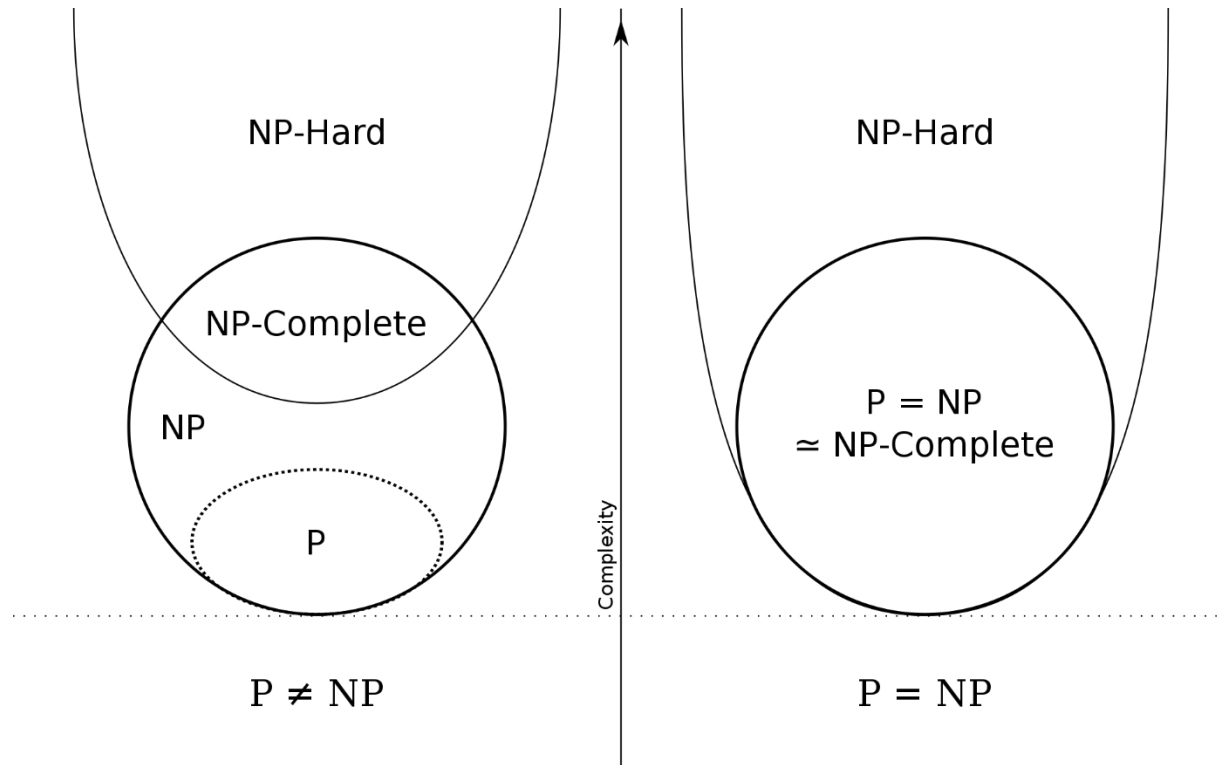 NP-Hard
NP-Complete
NP
P
P ≠ NP
Complexity
NP-Hard
P = NP
≃ NP-Complete
P = NP